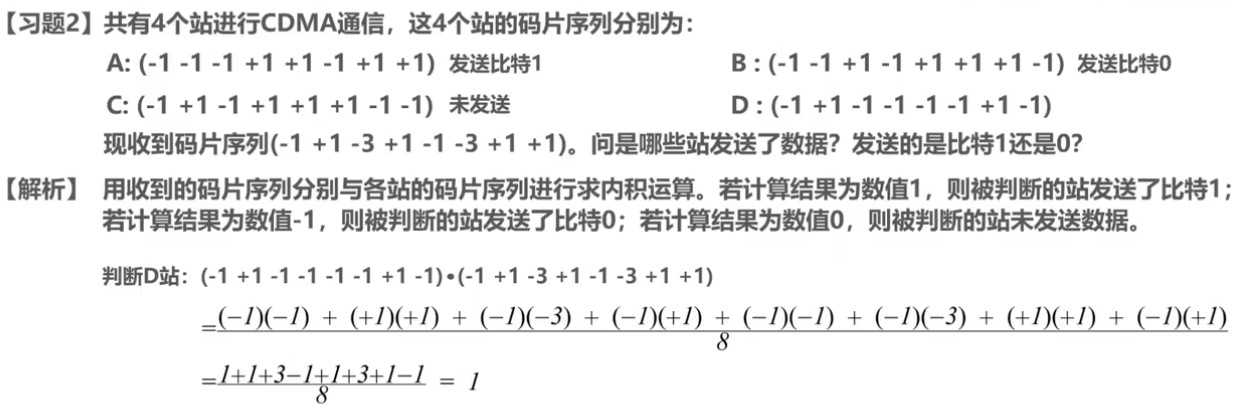 【习题2】共有4个站进行CDMA通信，这4个站的码片序列分别为：
A: (-1 -1 -1 +1 +1 -1 +1 +1) 发送比特1 B : (-1 -1 +1 -1 +1 +1 +1 -1) 发送比特0
C: (-1 +1 -1 +1 +1 +1 -1 -1) 未发送 D : (-1 +1 -1 -1 -1 -1 +1 -1)
现收到码片序列(-1 +1 -3 +1 -1 -3 +1 +1)。问是哪些站发送了数据？发送的是比特1还是0？
【解析】 用收到的码片序列分别与各站的码片序列进行求内积运算。若计算结果为数值1，则被判断的站发送了比特1；
若计算结果为数值-1，则被判断的站发送了比特0；若计算结果为数值0，则被判断的站未发送数据。
判断D站：(-1 +1 -1 -1 -1 -1 +1 -1)•(-1 +1 -3 +1 -1 -3 +1 +1)
=(−1)(−1) + (+1)(+1) + (−1)(−3) + (−1)(+1) + (−1)(−1) + (−1)(−3) + (+1)(+1) + (−1)(+1)
8
=1+1+3−1+1+3+1−1 = 1
8